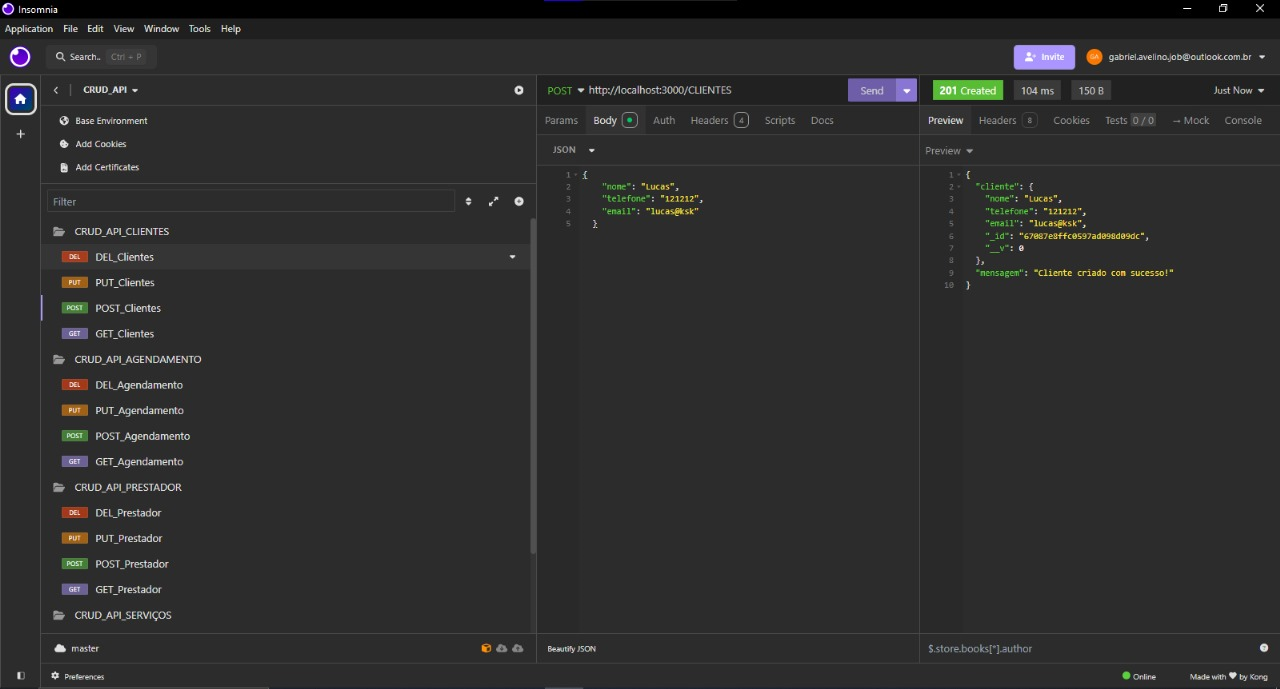 Insomnia
Application File Edit View Window Tools Help
Search.. Ctrl + P
Invite
GA gabriel.avelino.job@outlook.com.br
CRUD_API
Base Environment
Add Cookies
Add Certificates
Filter
CRUD_API_CLIENTES
DEL DEL_Clientes
PUT PUT_Clientes
POST POST_Clientes
GET GET_Clientes
CRUD_API_AGENDAMENTO
DEL DEL_Agendamento
PUT PUT_Agendamento
POST POST_Agendamento
GET GET_Agendamento
CRUD_API_PRESTADOR
DEL DEL_Prestador
PUT PUT_Prestador
POST POST_Prestador
GET GET_Prestador
CRUD_API_SERVIÇOS
master
Preferences
POST http://localhost:3000/CLIENTES Send
Params Body Auth Headers 4 Scripts Docs
JSON
1 {
2 "nome": "Lucas",
3 "telefone": "121212",
4 "email": "lucas@ksk"
5 }
Beautify JSON
201 Created 104 ms 150 B Just Now
Preview Headers 8 Cookies Tests 0 / 0 → Mock Console
Preview
1 {
2 "cliente": {
3 "nome": "Lucas",
4 "telefone": "121212",
5 "email": "lucas@ksk",
6 "_id": "67087e8ffc0597ad098d09dc",
7 "__v": 0
8 },
9 "mensagem": "Cliente criado com sucesso!"
10 }
$.store.books[*].author
Online Made with ♥ by Kong